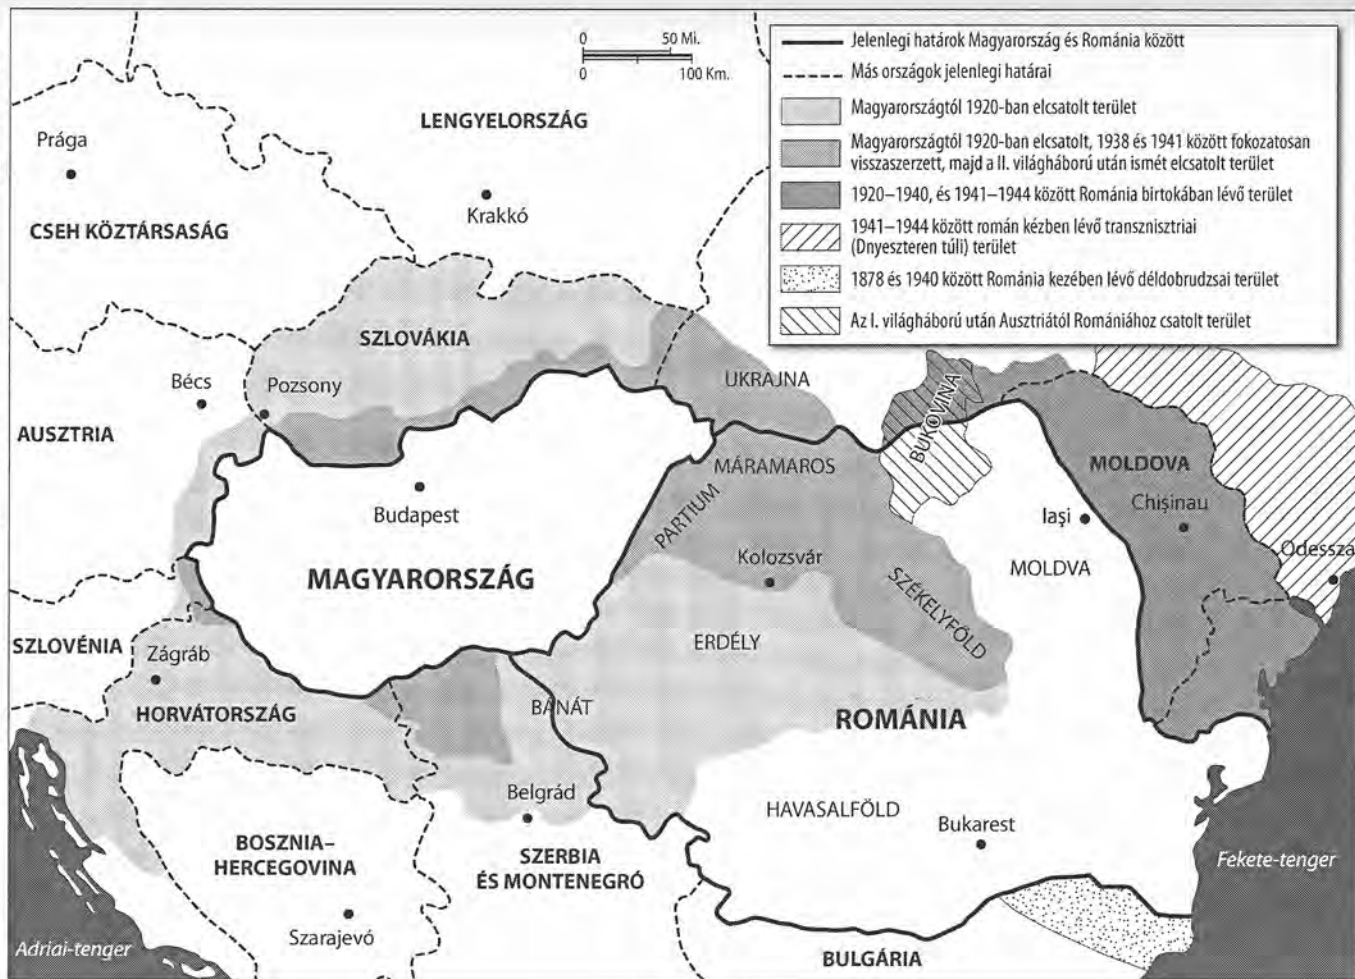 0 50 Mi.
0 100 Km.
Jelenlegi határok Magyarország és Románia között
Más országok jelenlegi határai
Magyarországtól 1920-ban elcsatolt terület
Magyarországtól 1920-ban elcsatolt, 1938 és 1941 között fokozatosan
visszaszerzett, majd a II. világháború után ismét elcsatolt terület
1920–1940, és 1941–1944 között Románia birtokában lévő terület
1941–1944 között román kézben lévő transznisztriai
(Dnyeszteren túli) terület
1878 és 1940 között Románia kezében lévő déldobrudzsai terület
Az I. világháború után Ausztriától Romániához csatolt terület
LENGYELORSZÁG
Prága
Krakkó
CSEH KÖZTÁRSASÁG
SZLOVÁKIA
Bécs
Pozsony
UKRAJNA
BUKOVINA
AUSZTRIA
MÁRAMAROS
MOLDOVA
Budapest
PARTIUM
Iași
Chișinau
Kolozsvár
Odessza
MAGYARORSZÁG
MOLDVA
SZÉKELYFÖLD
SZLOVÉNIA
Zágráb
ERDÉLY
HORVÁTORSZÁG
BÁNÁT
ROMÁNIA
Belgrád
HAVASALFÖLD
Bukarest
BOSZNIA–
HERCEGOVINA
SZERBIA
ÉS MONTENEGRÓ
Fekete-tenger
Szarajevó
Adriai-tenger
BULGÁRIA